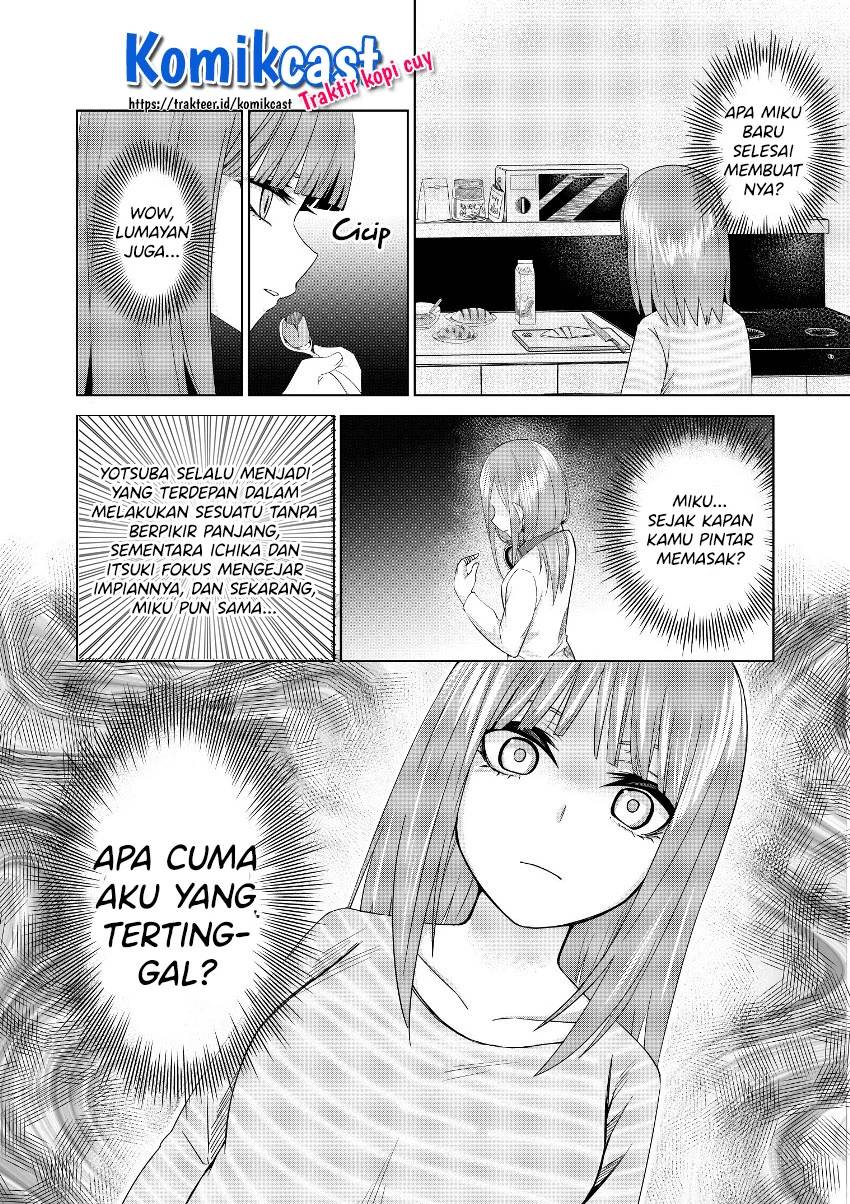 Komikcast
Traktir kopi cuy
https://trakteer.id/komikcast
APA MIKU
BARU
SELESAI
MEMBUAT
NYA?
Cicip
WOW,
LUMAYAN
JUGA...
MIKU...
SEJAK KAPAN
KAMU PINTAR
MEMASAK?
YOTSUBA SELALU MENJADI
YANG TERDEPAN DALAM
MELAKUKAN SESUATU TANPA
BERPIKIR PANJANG,
SEMENTARA ICHIKA DAN
ITSUKI FOKUS MENGEJAR
IMPIANNYA, DAN SEKARANG,
MIKU PUN SAMA...
APA CUMA
AKU YANG
TERTING-
GAL?